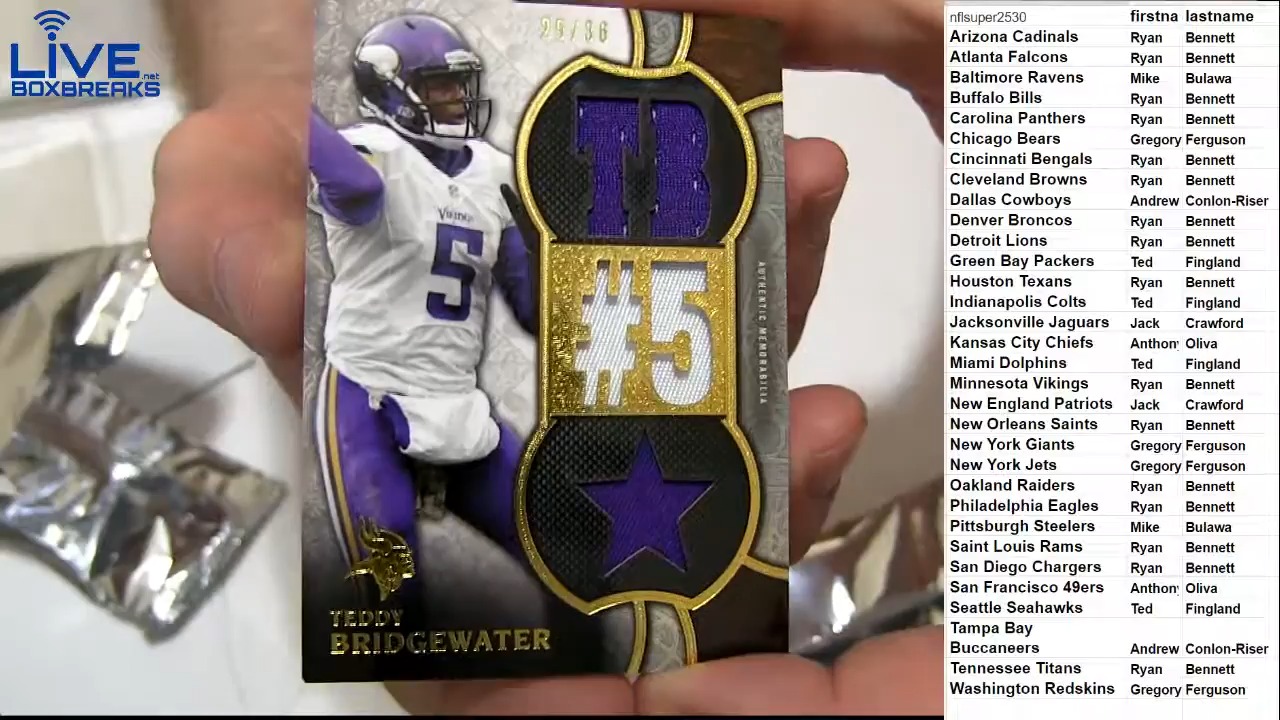 LIVE
BOXBREAKS.net
25/36
TB
#5
Vikings
5
AUTHENTIC MEMORABILIA
TEDDY
BRIDGEWATER
nflsuper2530 firstna lastname
Arizona Cadinals Ryan Bennett
Atlanta Falcons Ryan Bennett
Baltimore Ravens Mike Bulawa
Buffalo Bills Ryan Bennett
Carolina Panthers Ryan Bennett
Chicago Bears Gregory Ferguson
Cincinnati Bengals Ryan Bennett
Cleveland Browns Ryan Bennett
Dallas Cowboys Andrew Conlon-Riser
Denver Broncos Ryan Bennett
Detroit Lions Ryan Bennett
Green Bay Packers Ted Fingland
Houston Texans Ryan Bennett
Indianapolis Colts Ted Fingland
Jacksonville Jaguars Jack Crawford
Kansas City Chiefs Anthony Oliva
Miami Dolphins Ted Fingland
Minnesota Vikings Ryan Bennett
New England Patriots Jack Crawford
New Orleans Saints Ryan Bennett
New York Giants Gregory Ferguson
New York Jets Gregory Ferguson
Oakland Raiders Ryan Bennett
Philadelphia Eagles Ryan Bennett
Pittsburgh Steelers Mike Bulawa
Saint Louis Rams Ryan Bennett
San Diego Chargers Ryan Bennett
San Francisco 49ers Anthony Oliva
Seattle Seahawks Ted Fingland
Tampa Bay
Buccaneers Andrew Conlon-Riser
Tennessee Titans Ryan Bennett
Washington Redskins Gregory Ferguson